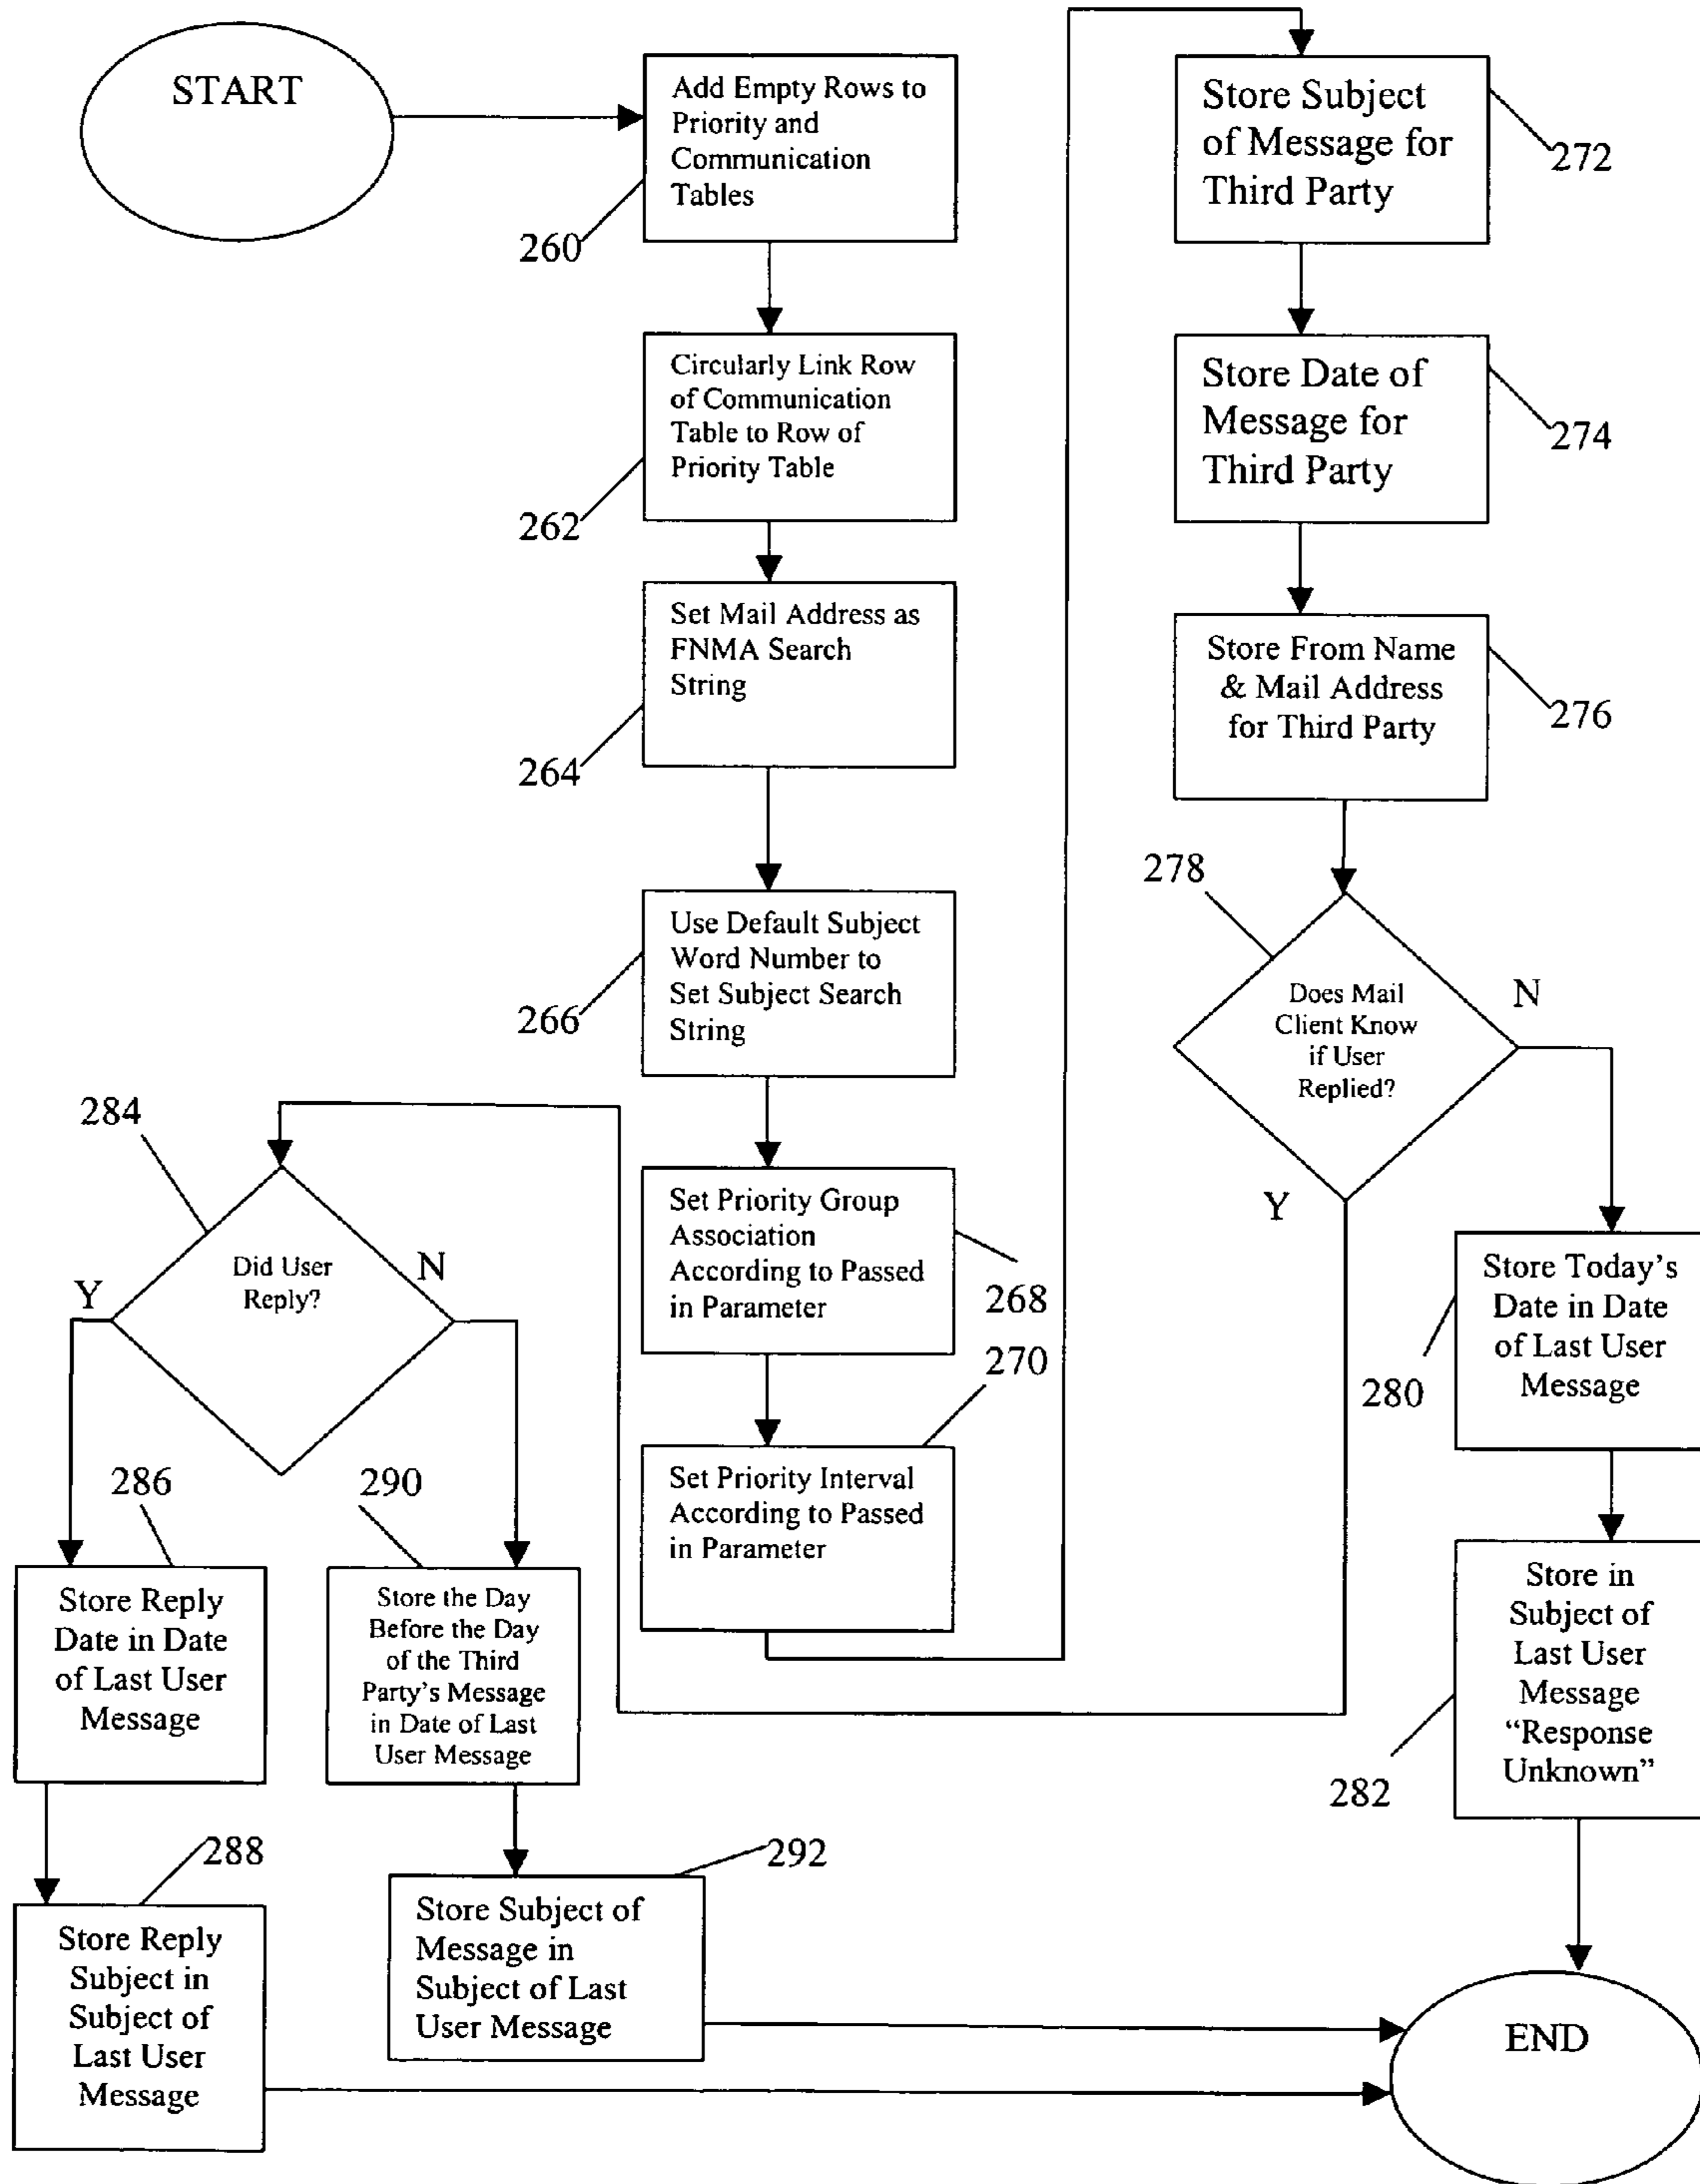 START
Add Empty Rows to
Priority and
Communication
Tables
260
Circularly Link Row
of Communication
Table to Row of
Priority Table
262
Set Mail Address as
FNMA Search
String
264
Use Default Subject
Word Number to
Set Subject Search
String
266
Set Priority Group
Association
According to Passed
in Parameter
268
270
Set Priority Interval
According to Passed
in Parameter
Store Subject
of Message for
Third Party
272
Store Date of
Message for
Third Party
274
Store From Name
& Mail Address
for Third Party
276
278
Does Mail
Client Know
if User
Replied?
N
Y
Store Today's
Date in Date
of Last User
Message
280
Store in
Subject of
Last User
Message
“Response
Unknown”
282
284
Did User
Reply?
Y
N
286
Store Reply
Date in Date
of Last User
Message
288
Store Reply
Subject in
Subject of
Last User
Message
290
Store the Day
Before the Day
of the Third
Party's Message
in Date of Last
User Message
292
Store Subject of
Message in
Subject of Last
User Message
END